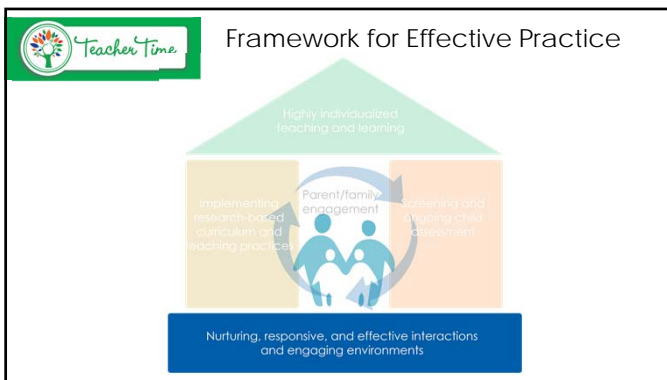 Teacher Time
Framework for Effective Practice
Highly individualized
teaching and learning
Implementing
research-based
curriculum and
teaching practices
Parent/family
engagement
Screening and
ongoing child
assessment
Nurturing, responsive, and effective interactions
and engaging environments